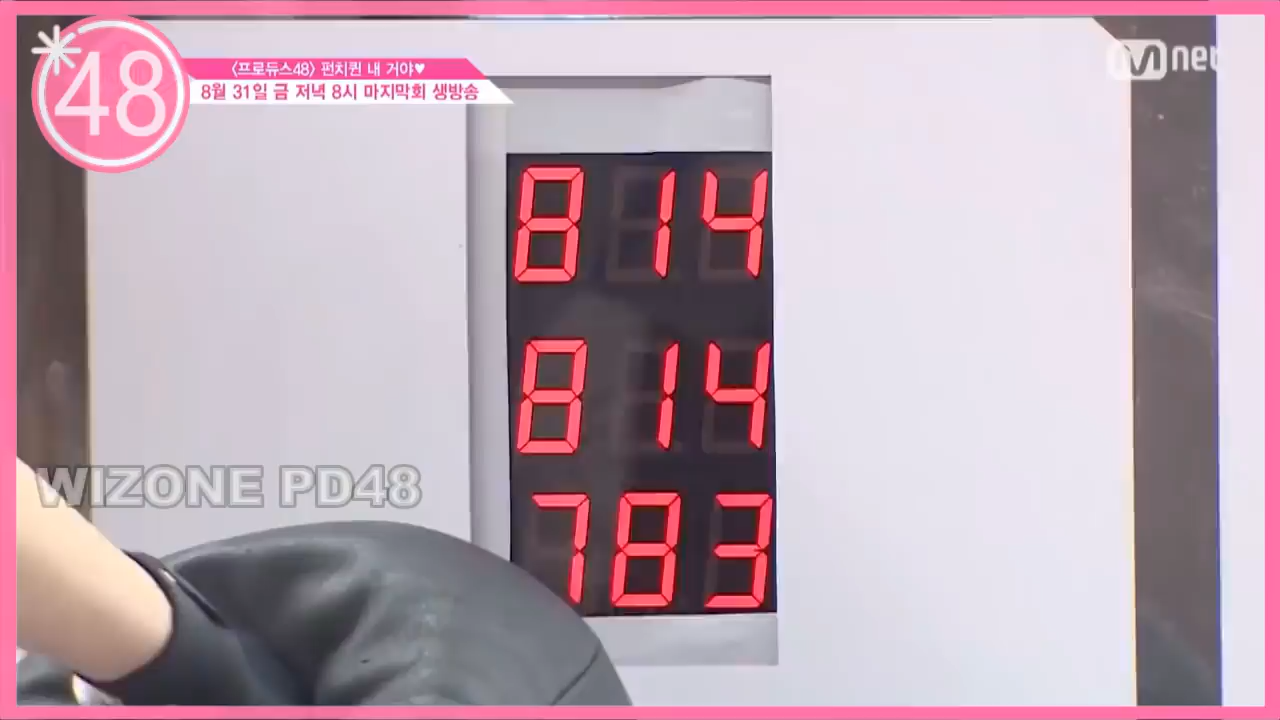 48
〈프로듀스48〉 펀치퀸 내 거야♥
8월 31일 금 저녁 8시 마지막회 생방송
M net
814
814
783
WIZONE PD48